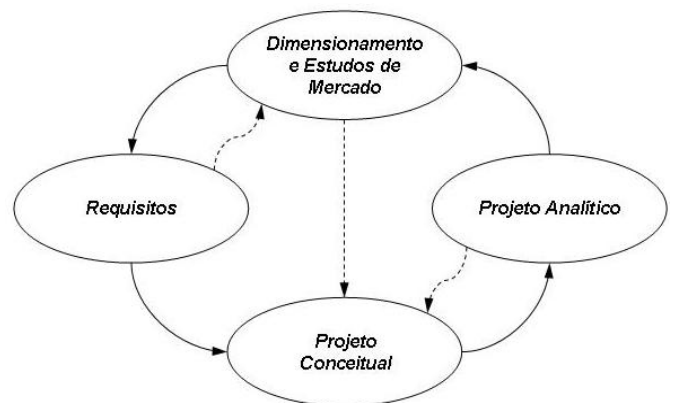 Dimensionamento
e Estudos de
Mercado
Requisitos
Projeto Analítico
Projeto
Conceitual